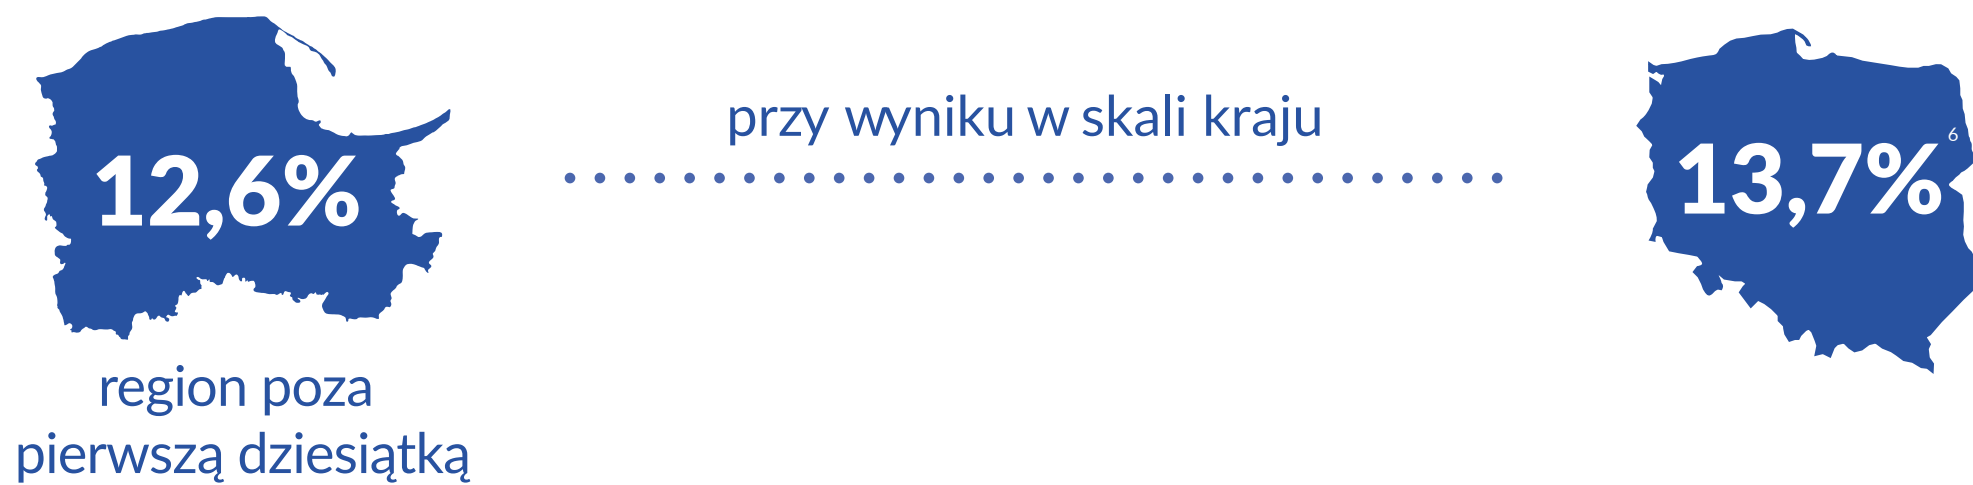 12,6%
region poza
pierwszą dziesiątką
przy wyniku w skali kraju
13,7%⁶